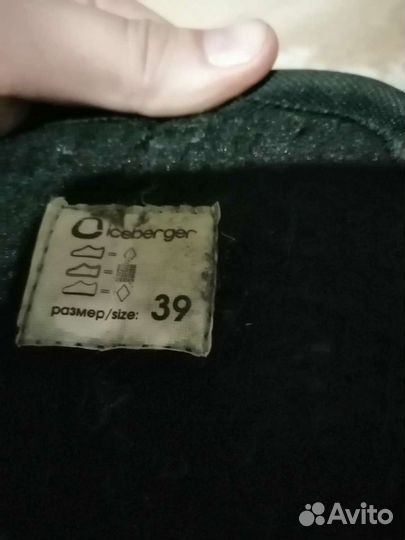 iceberger
=
=
=
размер/size: 39
Avito